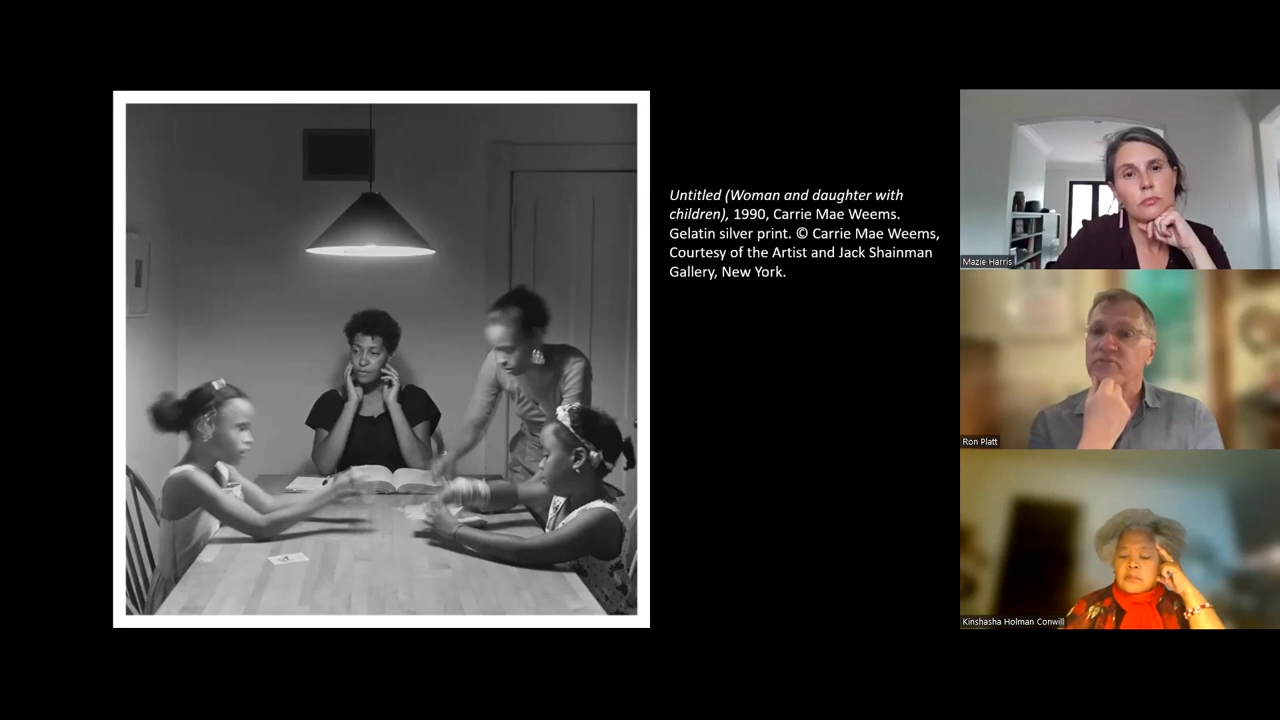 Untitled (Woman and daughter with
children), 1990, Carrie Mae Weems.
Gelatin silver print. © Carrie Mae Weems,
Courtesy of the Artist and Jack Shainman
Gallery, New York.
Mazie Harris
Ron Platt
Kinshasha Holman Conwill